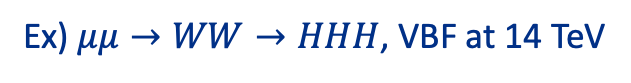 Ex) 𝜇𝜇 → 𝑊𝑊 → 𝐻𝐻𝐻, VBF at 14 TeV